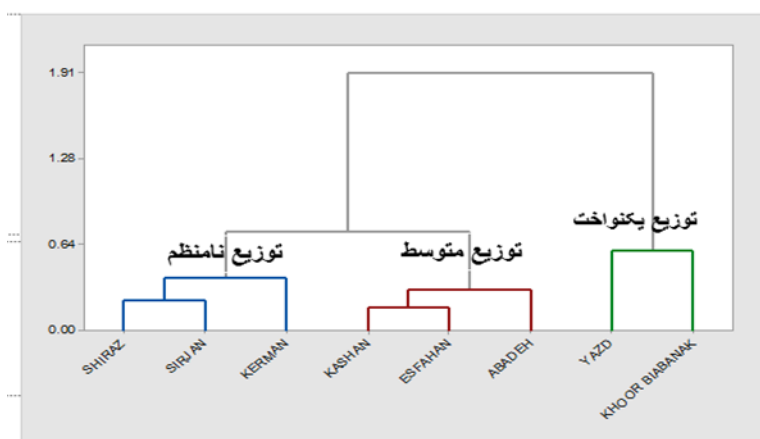 1.91
1.28
0.64
0.00
توزیع یکنواخت
توزیع متوسط
توزیع نامنظم
SHIRAZ
SIRJAN
KERMAN
KASHAN
ESFAHAN
ABADEH
YAZD
KHOOR BIABANAK